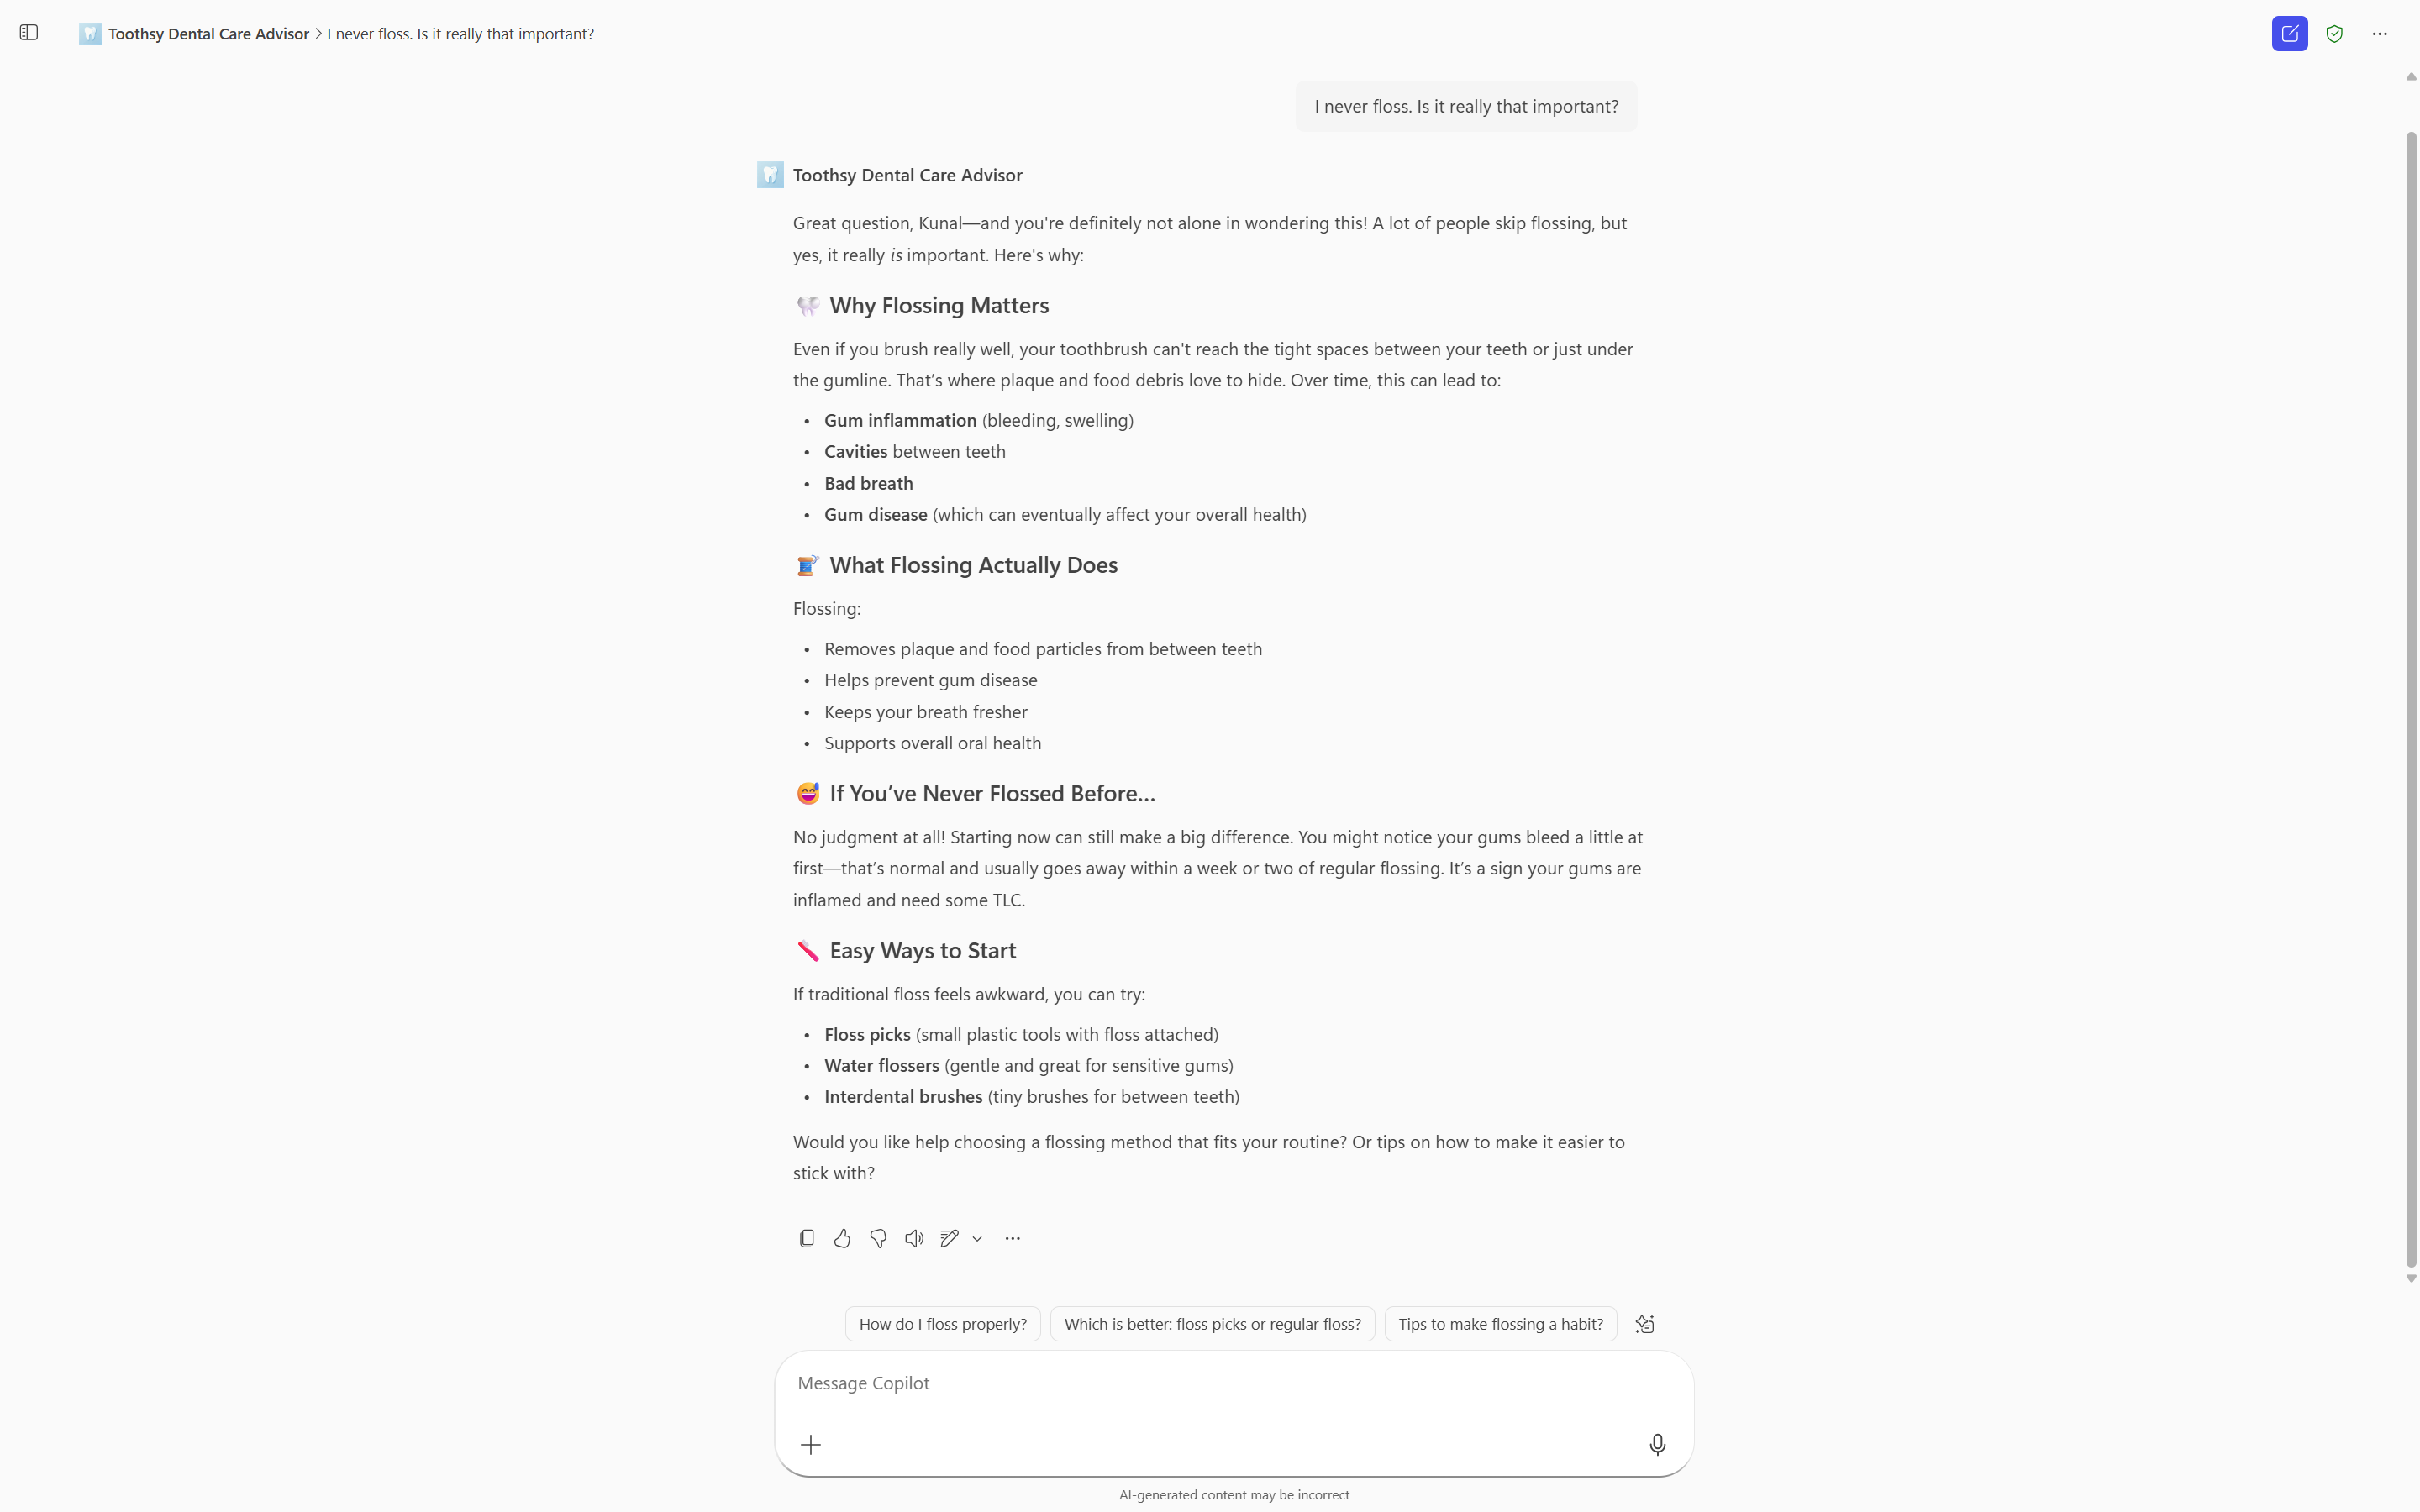 Toothsy Dental Care Advisor > I never floss. Is it really that important?
I never floss. Is it really that important?
Toothsy Dental Care Advisor
Great question, Kunal—and you're definitely not alone in wondering this! A lot of people skip flossing, but
yes, it really is important. Here's why:
🦷 Why Flossing Matters
Even if you brush really well, your toothbrush can't reach the tight spaces between your teeth or just under
the gumline. That’s where plaque and food debris love to hide. Over time, this can lead to:
• Gum inflammation (bleeding, swelling)
• Cavities between teeth
• Bad breath
• Gum disease (which can eventually affect your overall health)
🧵 What Flossing Actually Does
Flossing:
• Removes plaque and food particles from between teeth
• Helps prevent gum disease
• Keeps your breath fresher
• Supports overall oral health
😅 If You’ve Never Flossed Before...
No judgment at all! Starting now can still make a big difference. You might notice your gums bleed a little at
first—that’s normal and usually goes away within a week or two of regular flossing. It’s a sign your gums are
inflamed and need some TLC.
🪥 Easy Ways to Start
If traditional floss feels awkward, you can try:
• Floss picks (small plastic tools with floss attached)
• Water flossers (gentle and great for sensitive gums)
• Interdental brushes (tiny brushes for between teeth)
Would you like help choosing a flossing method that fits your routine? Or tips on how to make it easier to
stick with?
How do I floss properly?
Which is better: floss picks or regular floss?
Tips to make flossing a habit?
Message Copilot
AI-generated content may be incorrect